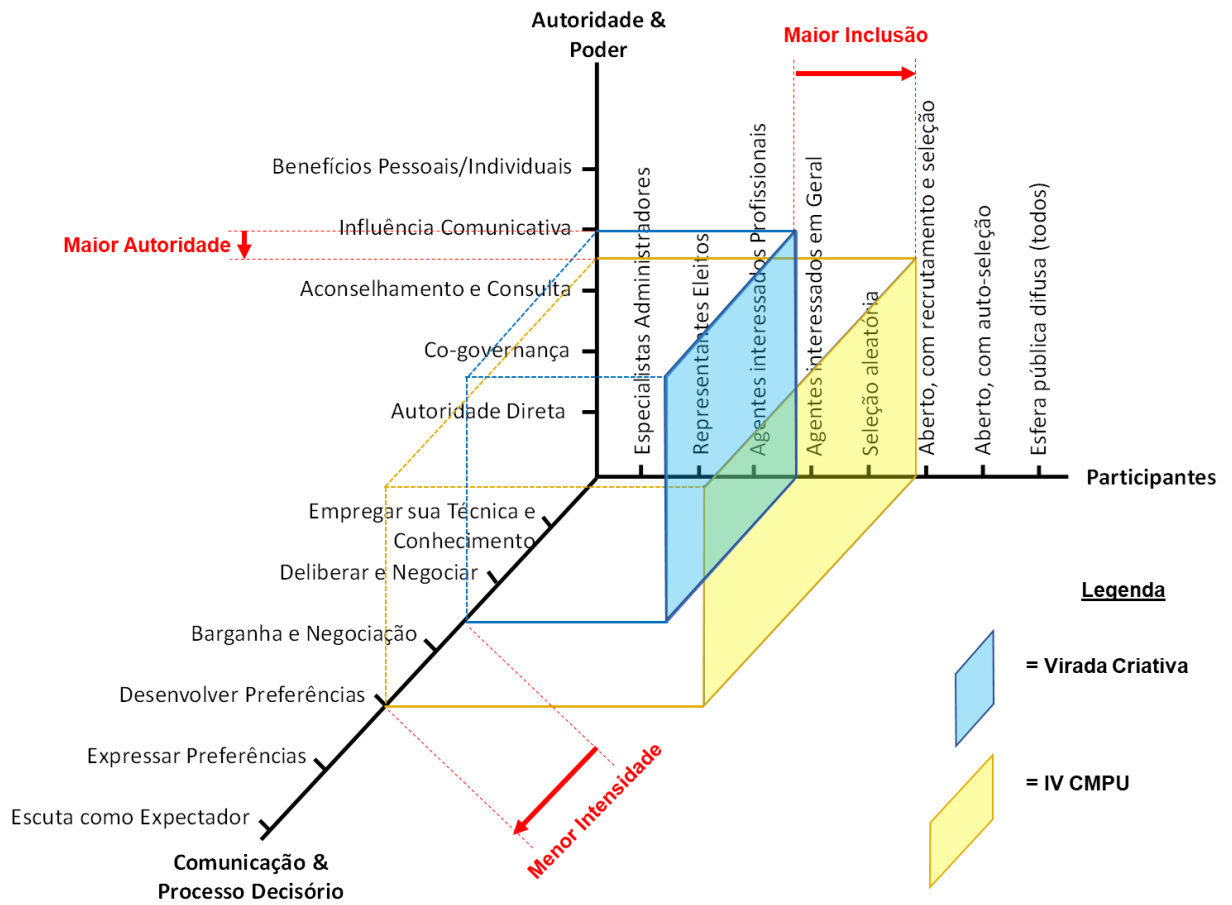 Autoridade &
Poder
Maior Inclusão
Benefícios Pessoais/Individuais
Influência Comunicativa
Maior Autoridade
Aconselhamento e Consulta
Co-governança
Autoridade Direta
Especialistas Administradores
Representantes Eleitos
Agentes interessados Profissionais
Agentes interessados em Geral
Seleção aleatória
Aberto, com recrutamento e seleção
Aberto, com auto-seleção
Esfera pública difusa (todos)
Participantes
Empregar sua Técnica e
Conhecimento
Deliberar e Negociar
Barganha e Negociação
Desenvolver Preferências
Expressar Preferências
Escuta como Expectador
Comunicação &
Processo Decisório
Menor Intensidade
Legenda
= Virada Criativa
= IV CMPU